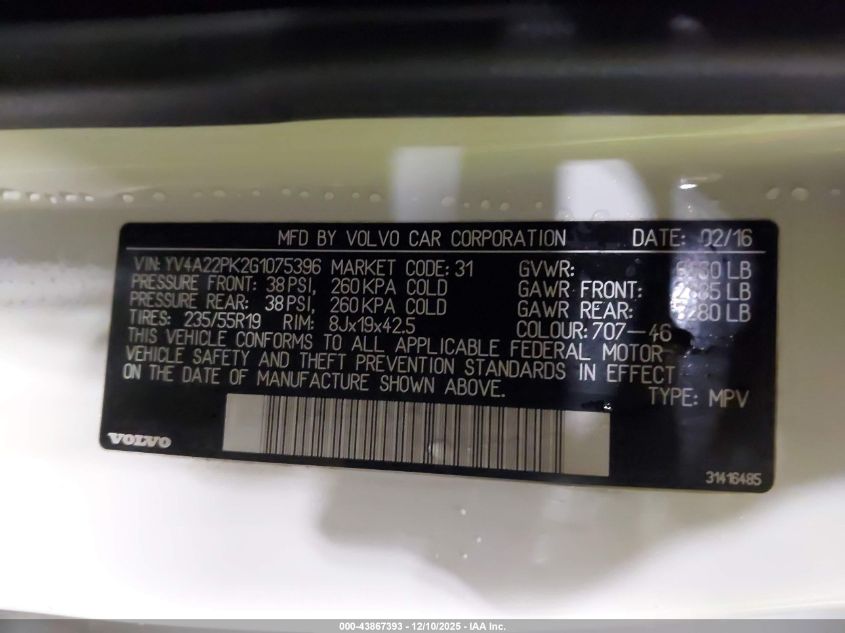 MFD BY VOLVO CAR CORPORATION DATE: 02/16
VIN: YV4A22PK2G1075396 MARKET CODE: 31 GVWR: LB
PRESSURE FRONT: 38 PSI, 260 KPA COLD GAWR FRONT: LB
PRESSURE REAR: 38 PSI, 260 KPA COLD GAWR REAR: LB
TIRES: 235/55R19 RIM: 8Jx19x42.5 COLOUR: 707-46
THIS VEHICLE CONFORMS TO ALL APPLICABLE FEDERAL MOTOR
VEHICLE SAFETY AND THEFT PREVENTION STANDARDS IN EFFECT
ON THE DATE OF MANUFACTURE SHOWN ABOVE.
TYPE: MPV
VOLVO
31416485
000-43867393 - 12/10/2025 - IAA Inc.